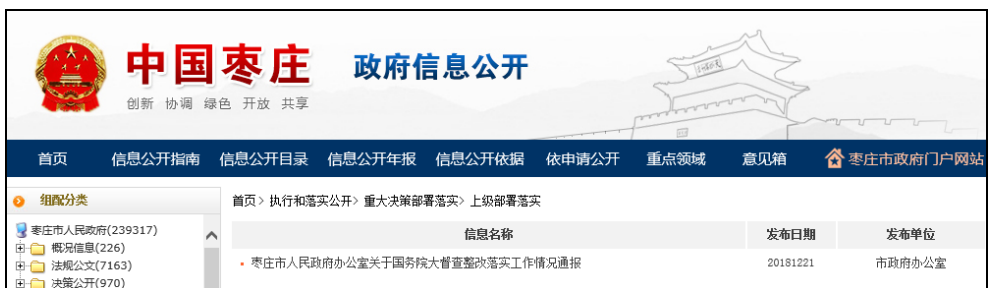 中国枣庄 政府信息公开
创新 协调 绿色 开放 共享
首页 信息公开指南 信息公开目录 信息公开年报 信息公开依据 依申请公开 重点领域 意见箱 枣庄市政府门户网站
组配分类
首页> 执行和落实公开> 重大决策部署落实> 上级部署落实
枣庄市人民政府(239317)
信息名称 发布日期 发布单位
概况信息(226)
法规公文(7163)
枣庄市人民政府办公室关于国务院大督查整改落实工作情况通报 20181221 市政府办公室
决策公开(970)